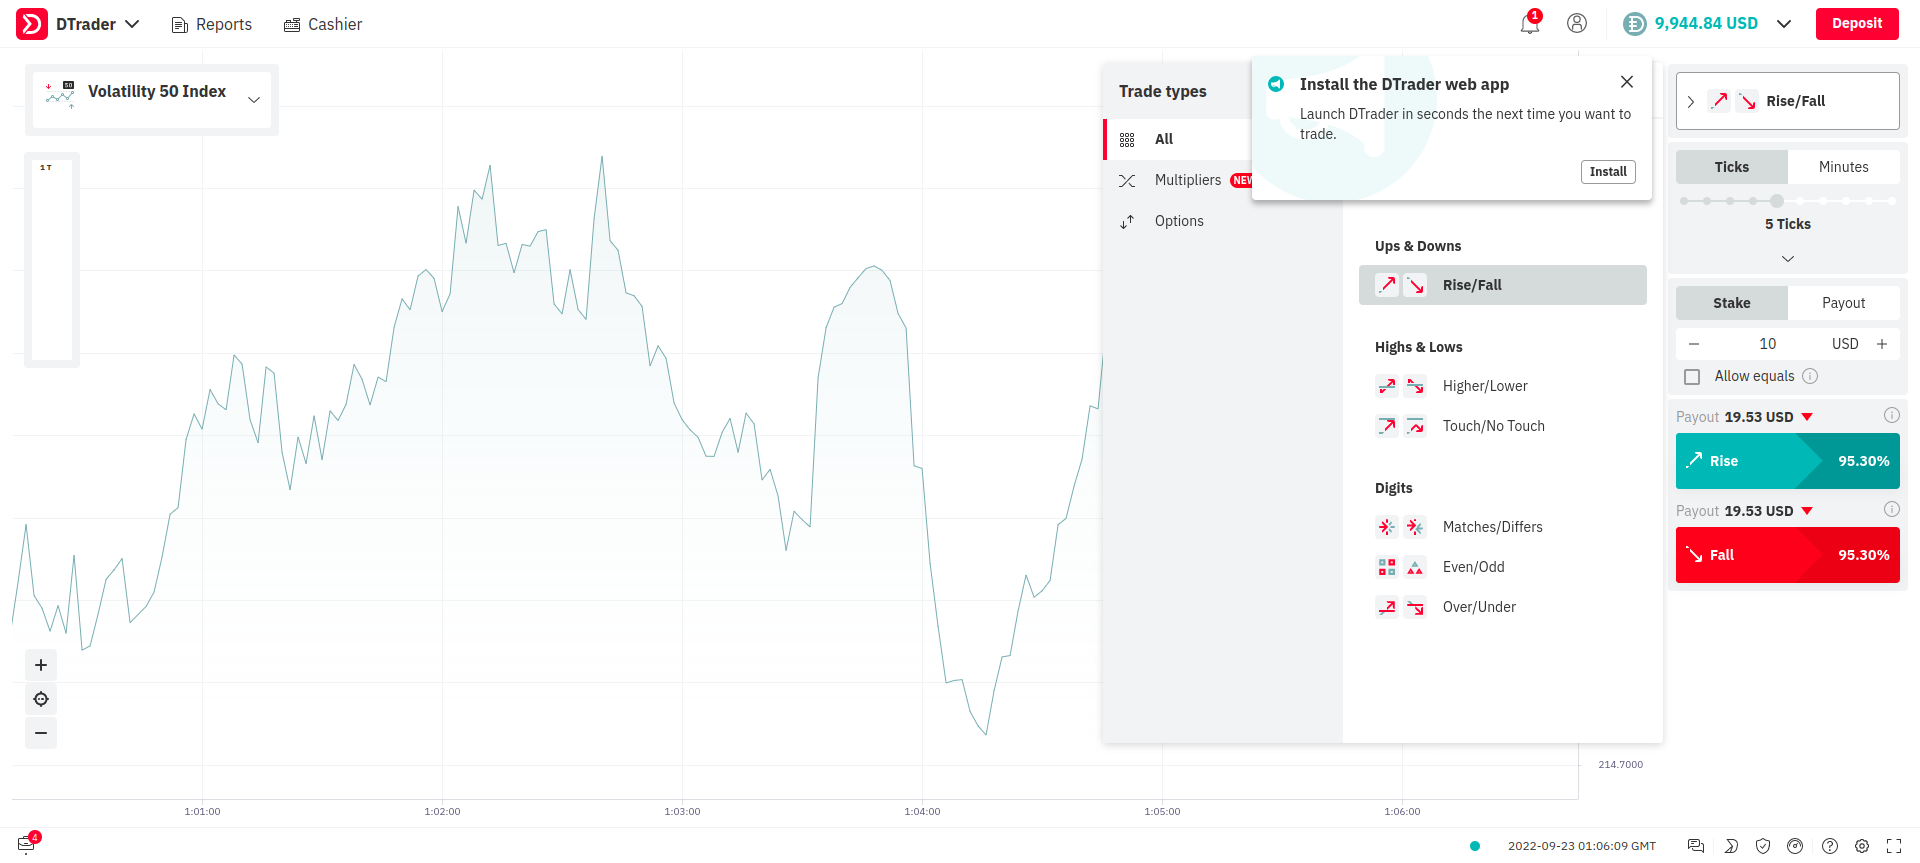 DTrader
Reports
Cashier
1
9,944.84 USD
Deposit
50
Volatility 50 Index
1T
Trade types
All
Multipliers
Options
Install the DTrader web app
Launch DTrader in seconds the next time you want to
trade.
Install
Ups & Downs
Rise/Fall
Highs & Lows
Higher/Lower
Touch/No Touch
Digits
Matches/Differs
Even/Odd
Over/Under
Rise/Fall
Ticks
Minutes
5 Ticks
Stake
Payout
10
USD
Allow equals
Payout 19.53 USD
Rise
95.30%
Payout 19.53 USD
Fall
95.30%
214.7000
1:01:00
1:02:00
1:03:00
1:04:00
1:05:00
1:06:00
4
2022-09-23 01:06:09 GMT